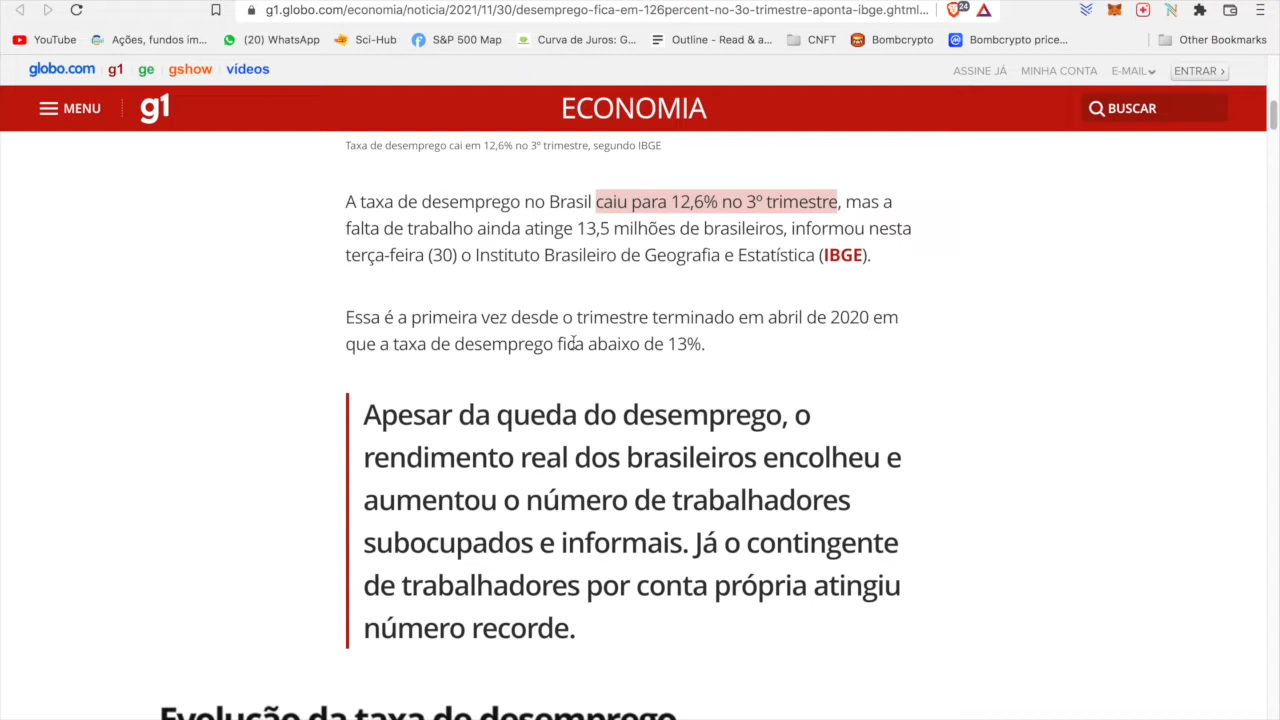 g1.globo.com/economia/noticia/2021/11/30/desemprego-fica-em-126percent-no-3o-trimestre-aponta-ibge.ghtml...
24
YouTube
Ações, fundos im...
(20) WhatsApp
Sci-Hub
S&P 500 Map
Curva de Juros: G...
Outline - Read & a...
CNFT
Bombcrypto
Bombcrypto price...
Other Bookmarks
globo.com g1 ge gshow vídeos
ASSINE JÁ MINHA CONTA E-MAIL ENTRAR ›
MENU g1 ECONOMIA BUSCAR
Taxa de desemprego cai em 12,6% no 3º trimestre, segundo IBGE
A taxa de desemprego no Brasil caiu para 12,6% no 3º trimestre, mas a
falta de trabalho ainda atinge 13,5 milhões de brasileiros, informou nesta
terça-feira (30) o Instituto Brasileiro de Geografia e Estatística (IBGE).
Essa é a primeira vez desde o trimestre terminado em abril de 2020 em
que a taxa de desemprego fica abaixo de 13%.
Apesar da queda do desemprego, o
rendimento real dos brasileiros encolheu e
aumentou o número de trabalhadores
subocupados e informais. Já o contingente
de trabalhadores por conta própria atingiu
número recorde.
Evolução da taxa de desemprego